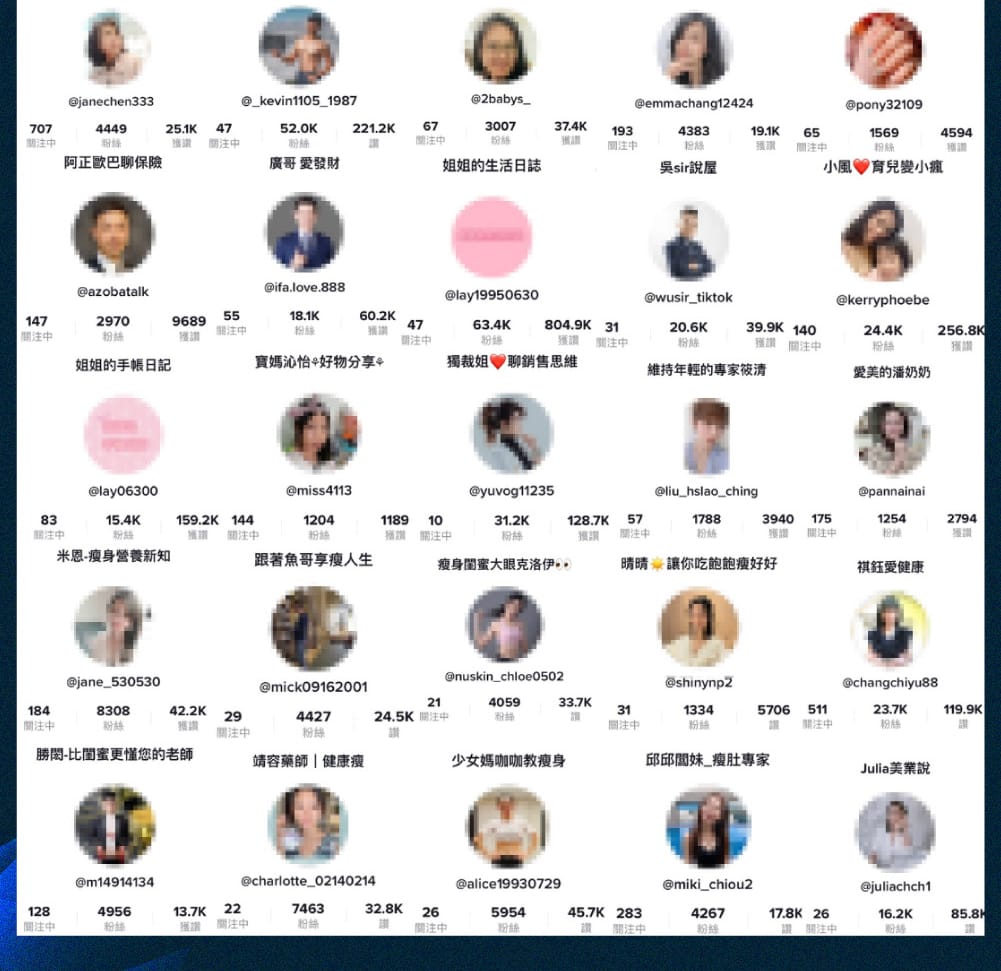 @janechen333 @_kevin1105_1987 @2babys_ @emmachang12424 @pony32109
707 4449 25.1K 47 52.0K 221.2K 67 3007 37.4K 193 4383 19.1K 65 1569 4594
關注中 粉絲 獲讚 關注中 粉絲 讚 關注中 粉絲 獲讚 關注中 粉絲 獲讚 關注中 粉絲 獲讚
阿正歐巴聊保險 廣哥 愛發財 姐姐的生活日誌 吳sir說屋 小風❤️育兒變小瘋
@azobatalk @ifa.love.888 @lay19950630 @wusir_tiktok @kerryphoebe
147 2970 9689 55 18.1K 60.2K 47 63.4K 804.9K 31 20.6K 39.9K 140 24.4K 256.8K
關注中 粉絲 獲讚 關注中 粉絲 獲讚 關注中 粉絲 獲讚 關注中 粉絲 獲讚 關注中 粉絲 獲讚
姐姐的手帳日記 寶媽沁怡⚘好物分享⚘ 獨裁姐❤️聊銷售思維 維持年輕的專家筱清 愛美的潘奶奶
@lay06300 @miss4113 @yuvog11235 @liu_hslao_ching @pannainai
83 15.4K 159.2K 144 1204 1189 10 31.2K 128.7K 57 1788 3940 175 1254 2794
關注中 粉絲 獲讚 關注中 粉絲 獲讚 關注中 粉絲 獲讚 關注中 粉絲 獲讚 關注中 粉絲 獲讚
米恩-瘦身營養新知 跟著魚哥享瘦人生 瘦身閨蜜大眼克洛伊👀 晴晴☀️讓你吃飽飽瘦好好 祺鈺愛健康
@jane_530530 @mick09162001 @nuskin_chloe0502 @shinynp2 @changchiyu88
184 8308 42.2K 29 4427 24.5K 21 4059 33.7K 31 1334 5706 511 23.7K 119.9K
關注中 粉絲 獲讚 關注中 粉絲 讚 關注中 粉絲 讚 關注中 粉絲 讚 關注中 粉絲 讚
勝閎-比閨蜜更懂您的老師 靖容藥師｜健康瘦 少女媽咖咖教瘦身 邱邱闆妹_瘦肚專家 Julia美業說
@m14914134 @charlotte_02140214 @alice19930729 @miki_chiou2 @juliachch1
128 4956 13.7K 22 7463 32.8K 26 5954 45.7K 283 4267 17.8K 26 16.2K 85.8K
關注中 粉絲 獲讚 關注中 粉絲 讚 關注中 粉絲 獲讚 關注中 粉絲 讚 關注中 粉絲 讚